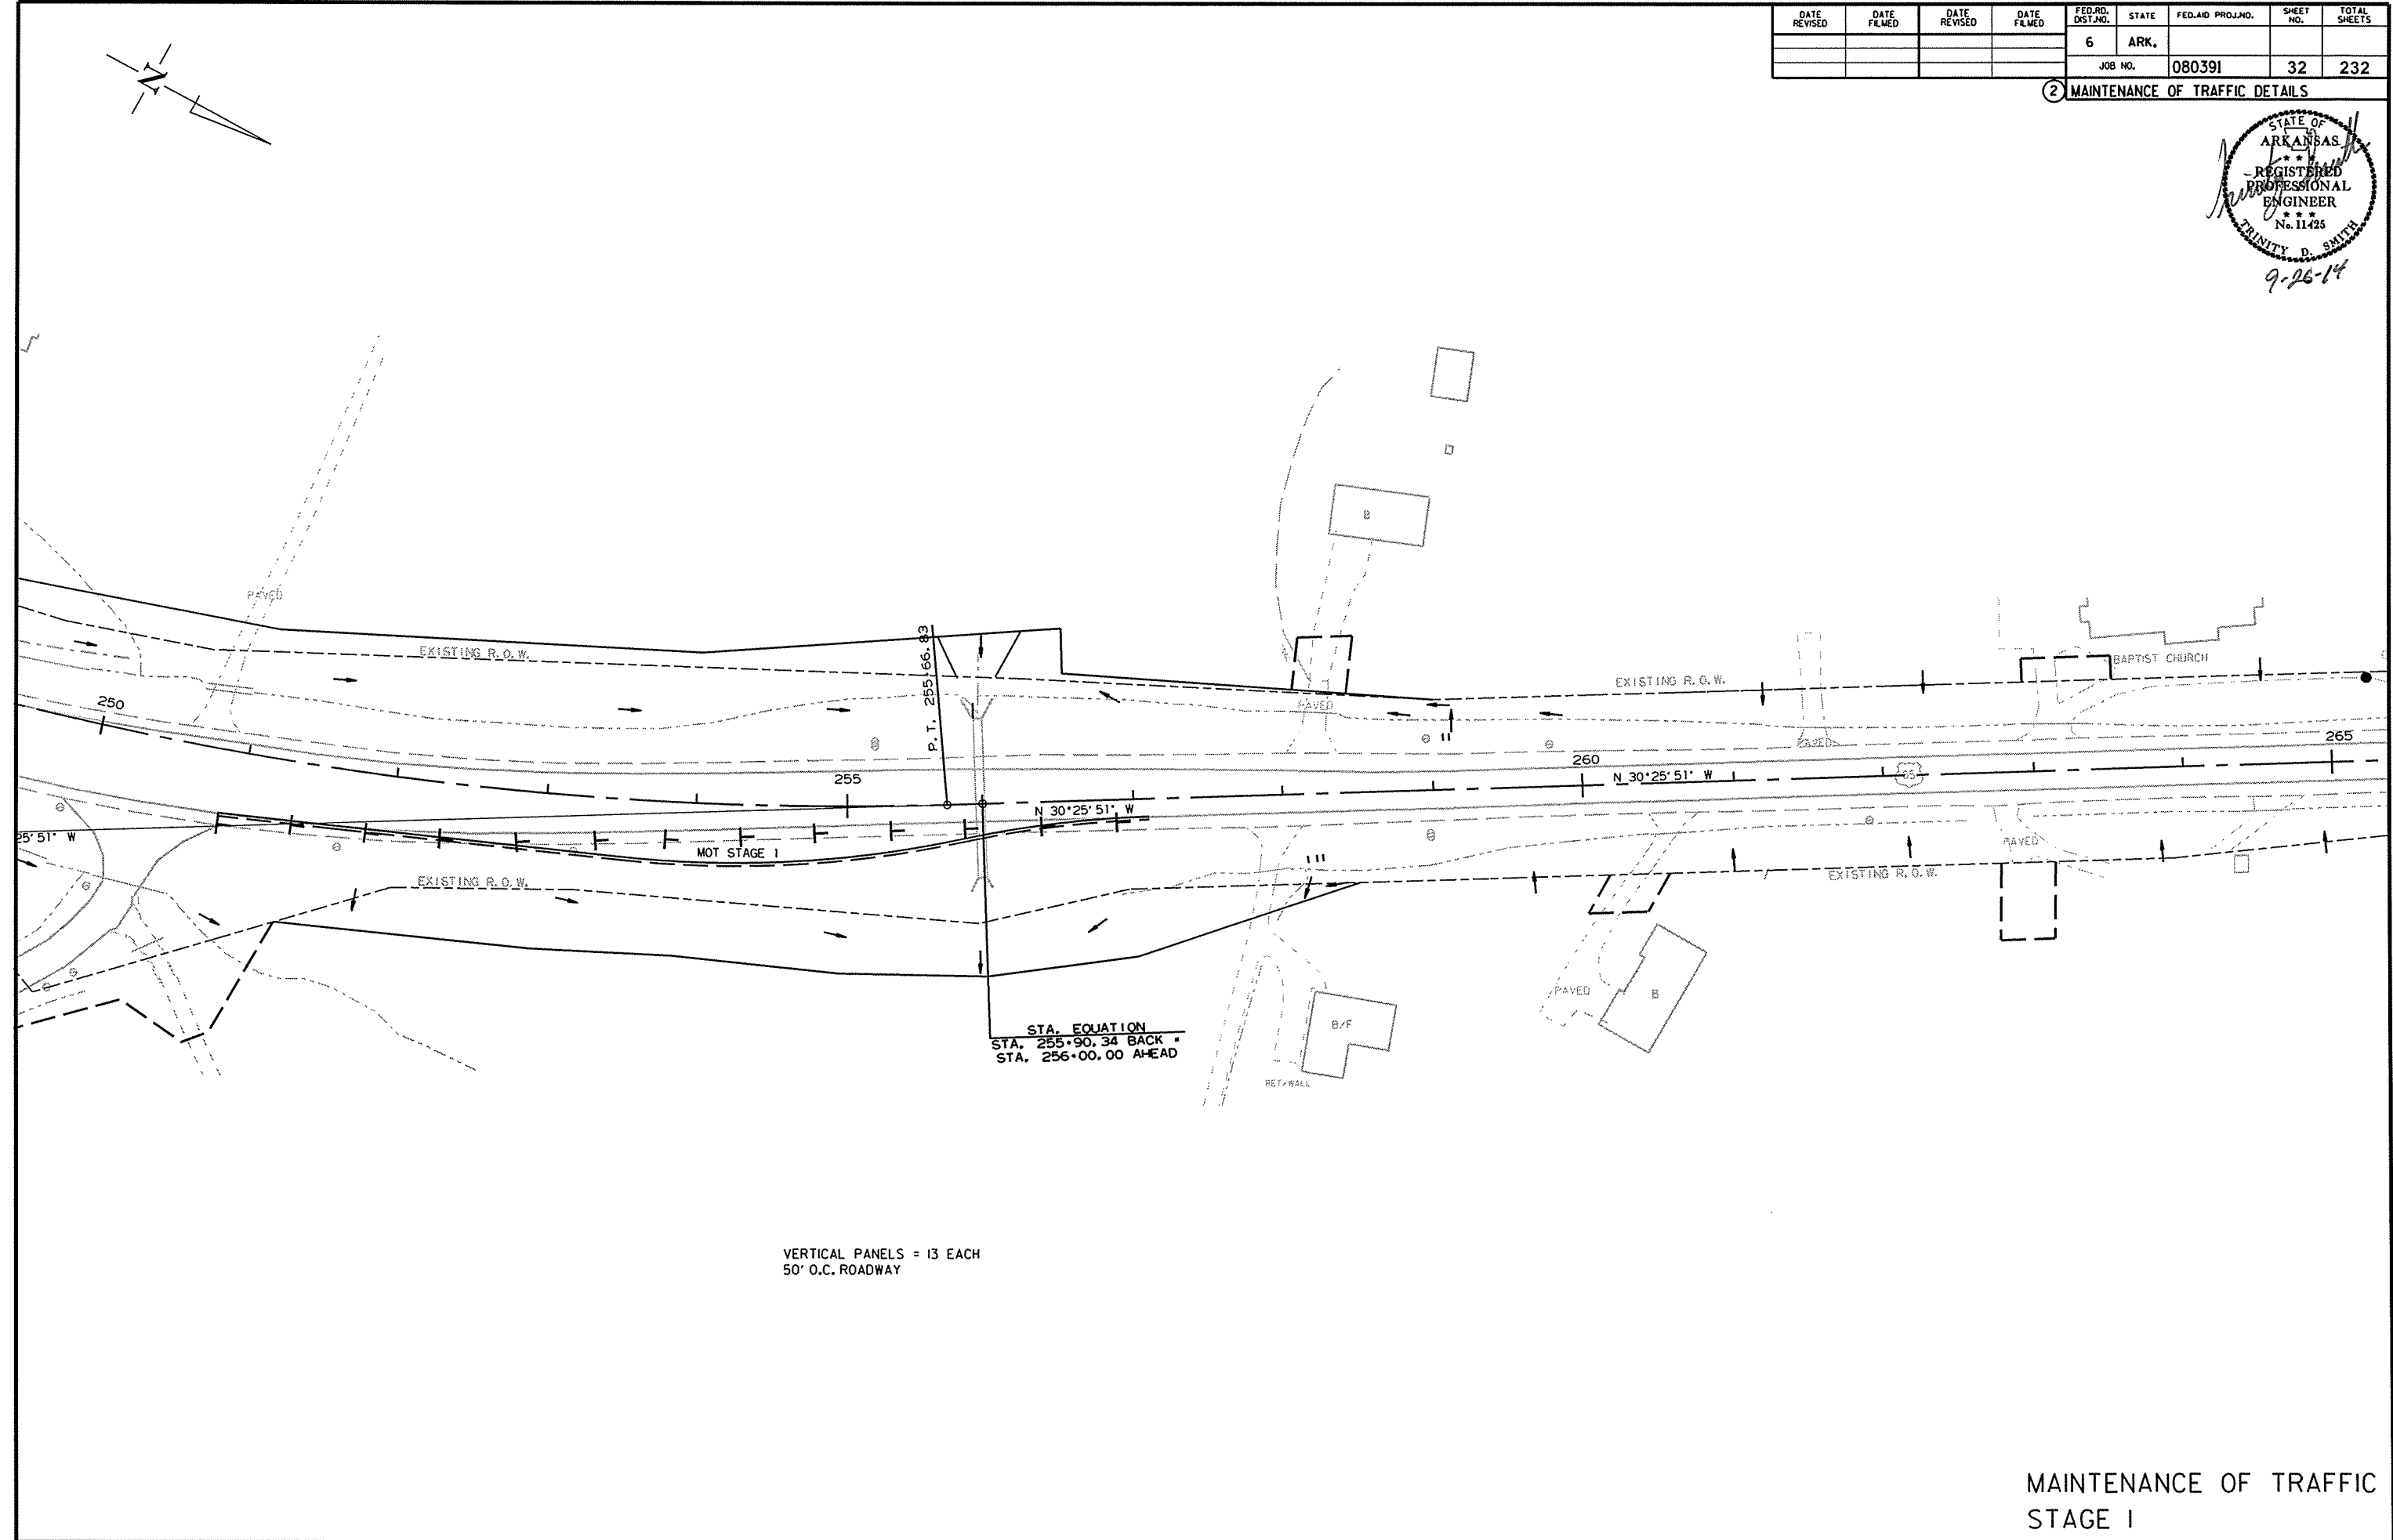 DATE REVISED
DATE FILMED
DATE REVISED
DATE FILMED
FED.RD. DIST.NO.
STATE
FED.AID PROJ.NO.
SHEET NO.
TOTAL SHEETS
6
ARK.
JOB NO.
080391
32
232
2
MAINTENANCE OF TRAFFIC DETAILS
N
STATE OF
ARKANSAS
* * *
REGISTERED
PROFESSIONAL
ENGINEER
* * *
No. 11425
TRINITY D. SMITH
9-26-14
B
PAVED
EXISTING R.O.W.
P.T. 255+66.83
BAPTIST CHURCH
EXISTING R.O.W.
PAVED
PAVED
250
255
260
265
N 30°25'51" W
65
N 30°25'51" W
25'51" W
MOT STAGE 1
EXISTING R.O.W.
PAVED
EXISTING R.O.W.
PAVED
B
B/F
RET/WALL
STA. EQUATION
STA. 255+90.34 BACK =
STA. 256+00.00 AHEAD
VERTICAL PANELS = 13 EACH
50' O.C. ROADWAY
MAINTENANCE OF TRAFFIC
STAGE 1